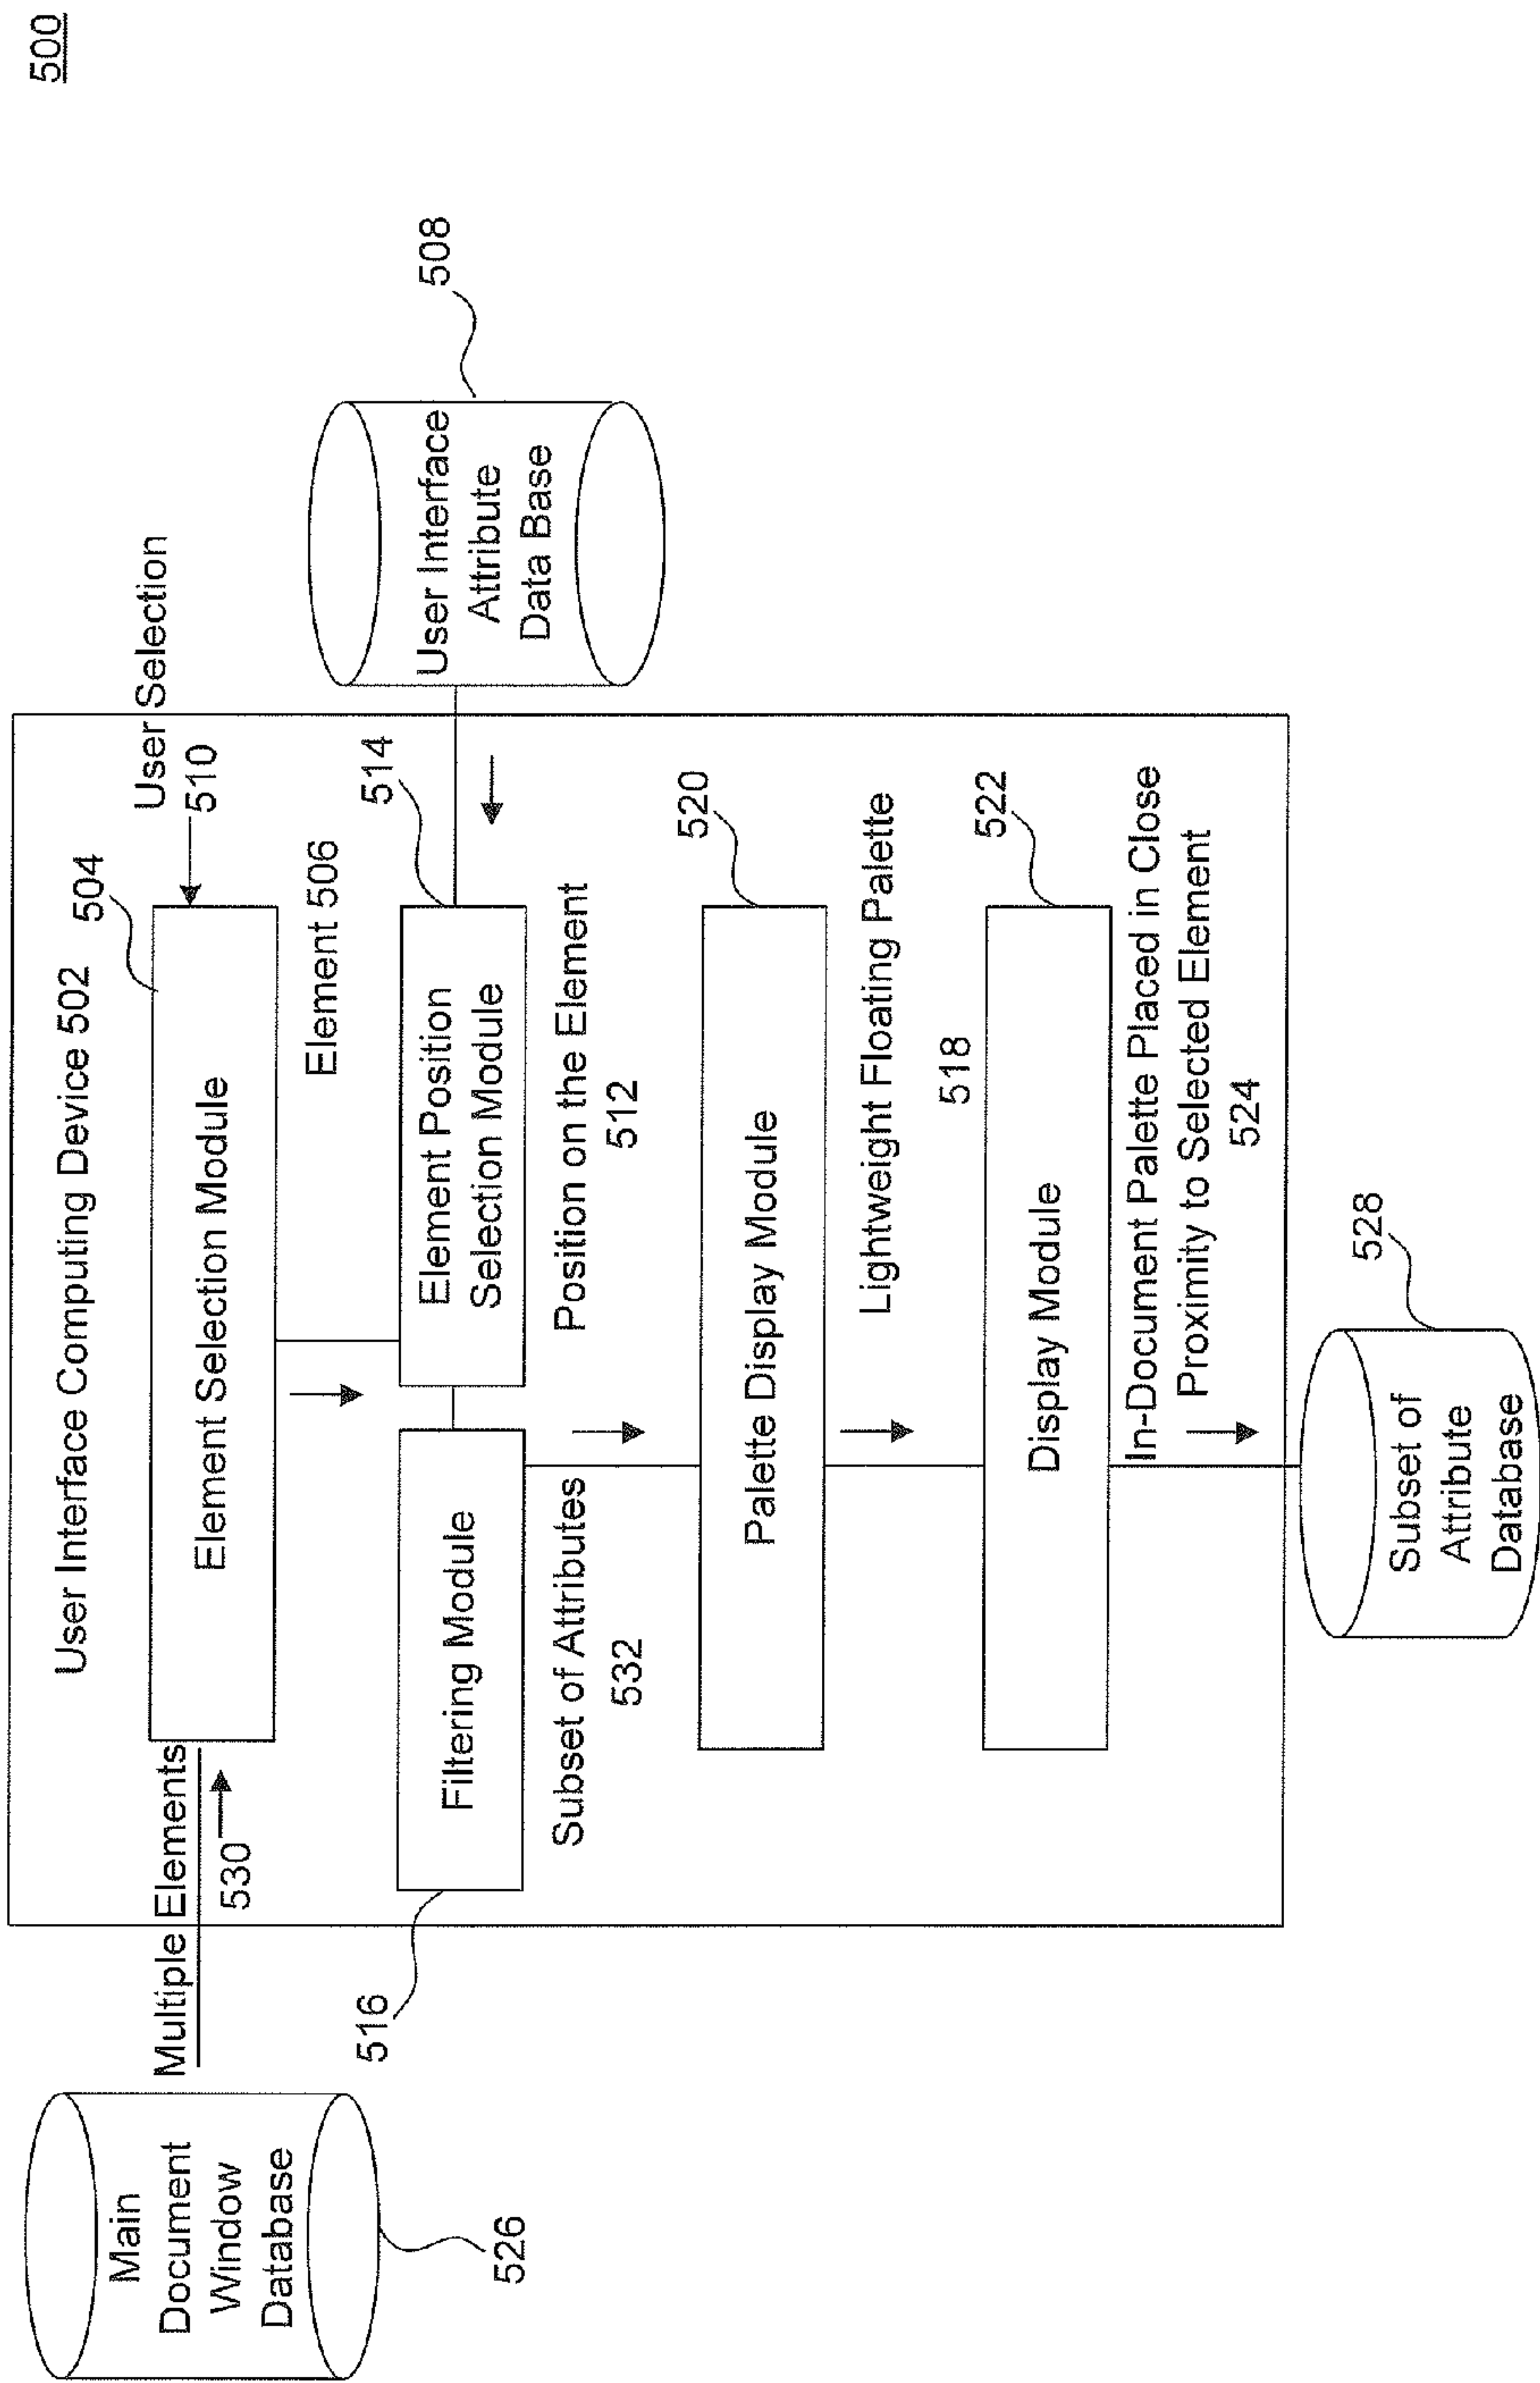 500
User Interface Computing Device 502
504
User Selection
510
Multiple Elements
530
Element Selection Module
Main
Document
Window
Database
526
Element 506
514
516
Filtering Module
Element Position
Selection Module
User Interface
Attribute
Data Base
508
Subset of Attributes
532
Position on the Element
512
520
Palette Display Module
Lightweight Floating Palette
518
522
Display Module
In-Document Palette Placed in Close
Proximity to Selected Element
524
528
Subset of
Attribute
Database